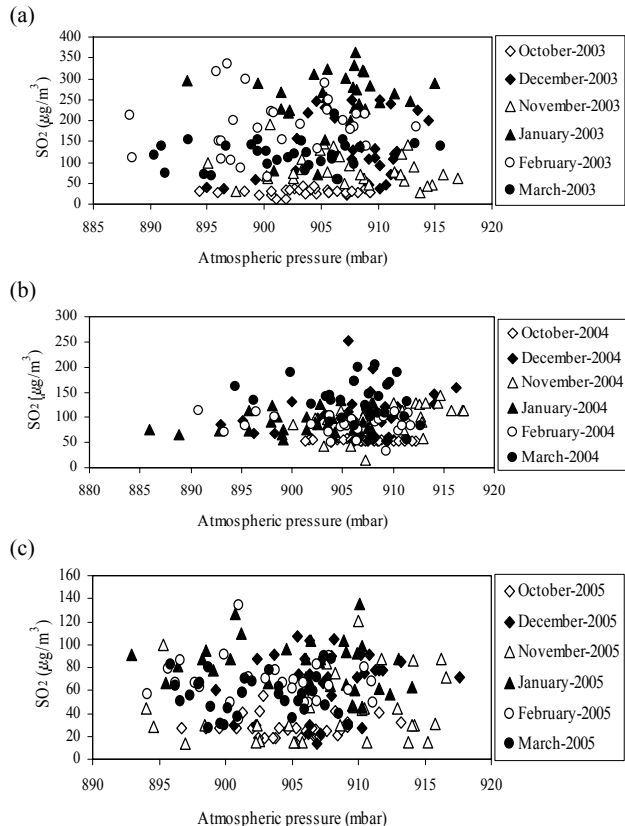 (a)
400
350
300
250
200
150
100
50
0
885 890 895 900 905 910 915 920
SO2 (μg/m3)
Atmospheric pressure (mbar)
October-2003
December-2003
November-2003
January-2003
February-2003
March-2003
(b)
300
250
200
150
100
50
0
880 885 890 895 900 905 910 915 920
SO2 (μg/m3)
Atmospheric pressure (mbar)
October-2004
December-2004
November-2004
January-2004
February-2004
March-2004
(c)
160
140
120
100
80
60
40
20
0
890 895 900 905 910 915 920
SO2 (μg/m3)
Atmospheric pressure (mbar)
October-2005
December-2005
November-2005
January-2005
February-2005
March-2005